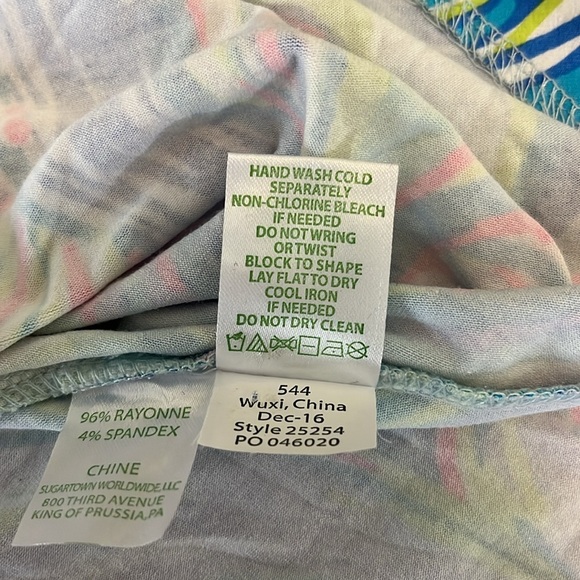 HAND WASH COLD
SEPARATELY
NON-CHLORINE BLEACH
IF NEEDED
DO NOT WRING
OR TWIST
BLOCK TO SHAPE
LAY FLAT TO DRY
COOL IRON
IF NEEDED
DO NOT DRY CLEAN
544
Wuxi, China
Dec-16
Style 25254
PO 046020
96% RAYONNE
4% SPANDEX
CHINE
SUGARTOWN WORLDWIDE, LLC
800 THIRD AVENUE
KING OF PRUSSIA, PA